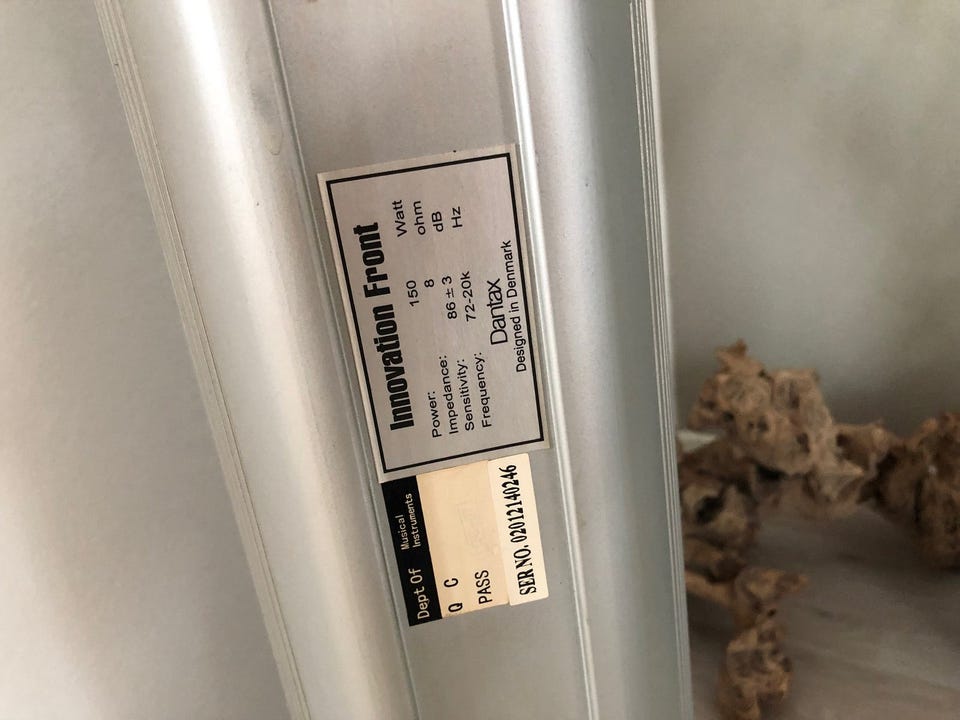 Innovation Front
Power: 150 Watt
Impedance: 8 ohm
Sensitivity: 86 ± 3 dB
Frequency: 72-20k Hz
Dantax
Designed in Denmark
Dept Of Musical Instruments
Q C
PASS
SER NO. 02012140246